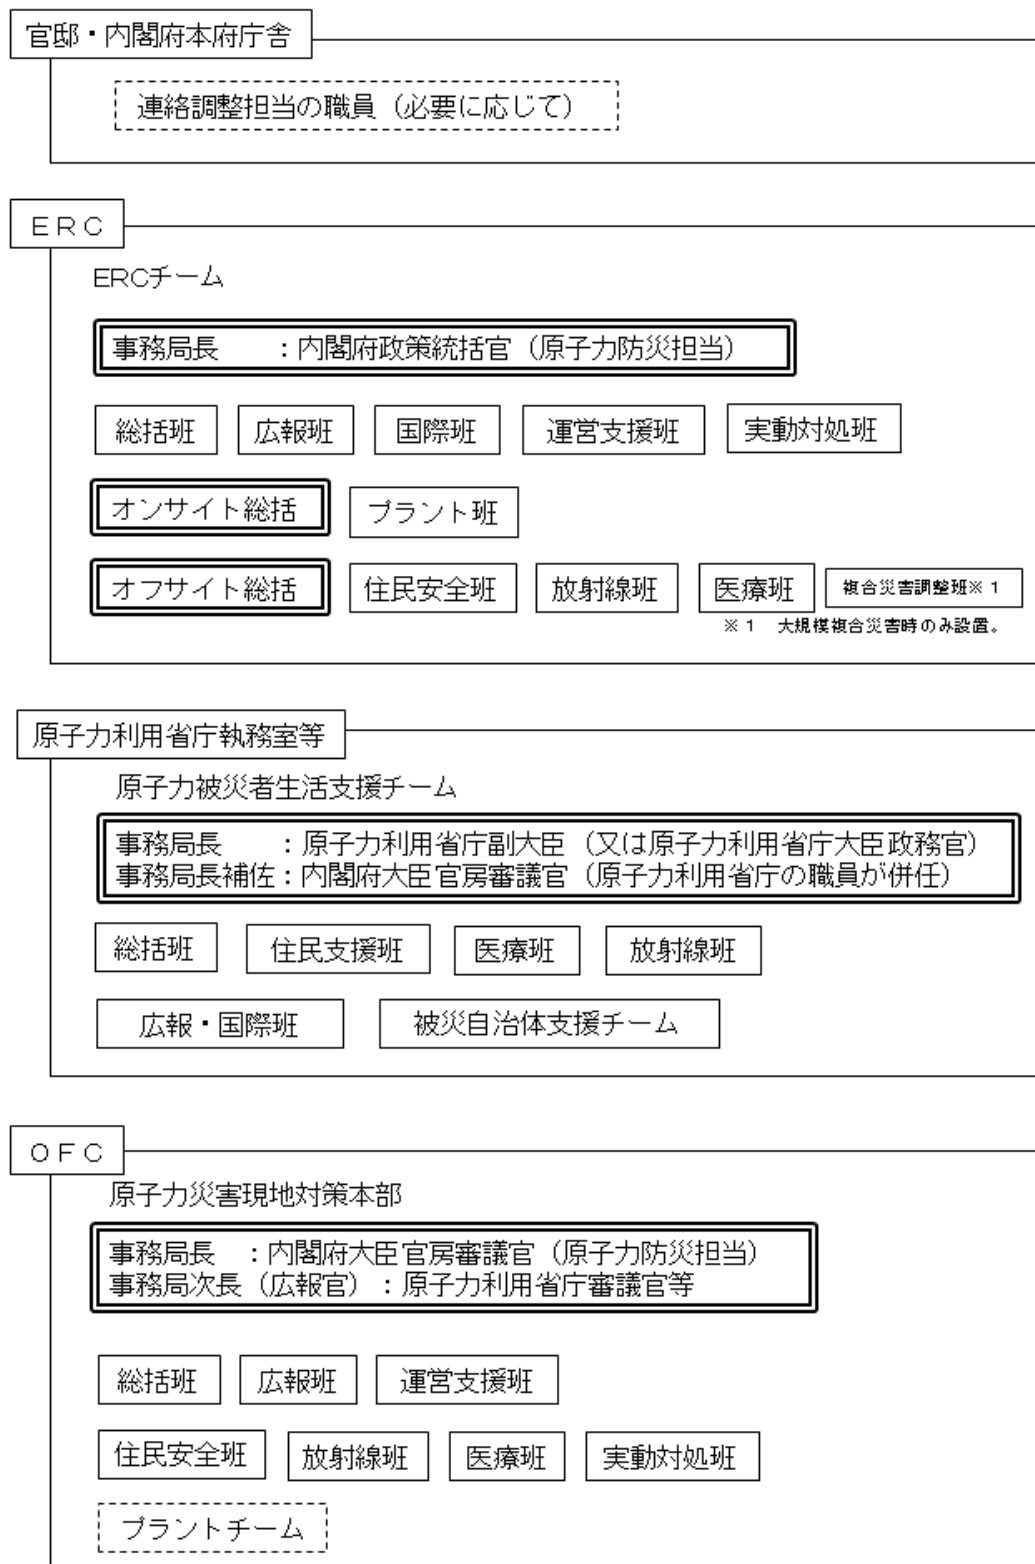 官邸・内閣府本府庁舎
連絡調整担当の職員（必要に応じて）
ＥＲＣ
ERCチーム
事務局長　　：内閣府政策統括官（原子力防災担当）
総括班　広報班　国際班　運営支援班　実動対処班
オンサイト総括　プラント班
オフサイト総括　住民安全班　放射線班　医療班　複合災害調整班※１
※１　大規模複合災害時のみ設置。
原子力利用省庁執務室等
原子力被災者生活支援チーム
事務局長　　：原子力利用省庁副大臣（又は原子力利用省庁大臣政務官）
事務局長補佐：内閣府大臣官房審議官（原子力利用省庁の職員が併任）
総括班　住民支援班　医療班　放射線班
広報・国際班　被災自治体支援チーム
ＯＦＣ
原子力災害現地対策本部
事務局長　：内閣府大臣官房審議官（原子力防災担当）
事務局次長（広報官）：原子力利用省庁審議官等
総括班　広報班　運営支援班
住民安全班　放射線班　医療班　実動対処班
プラントチーム